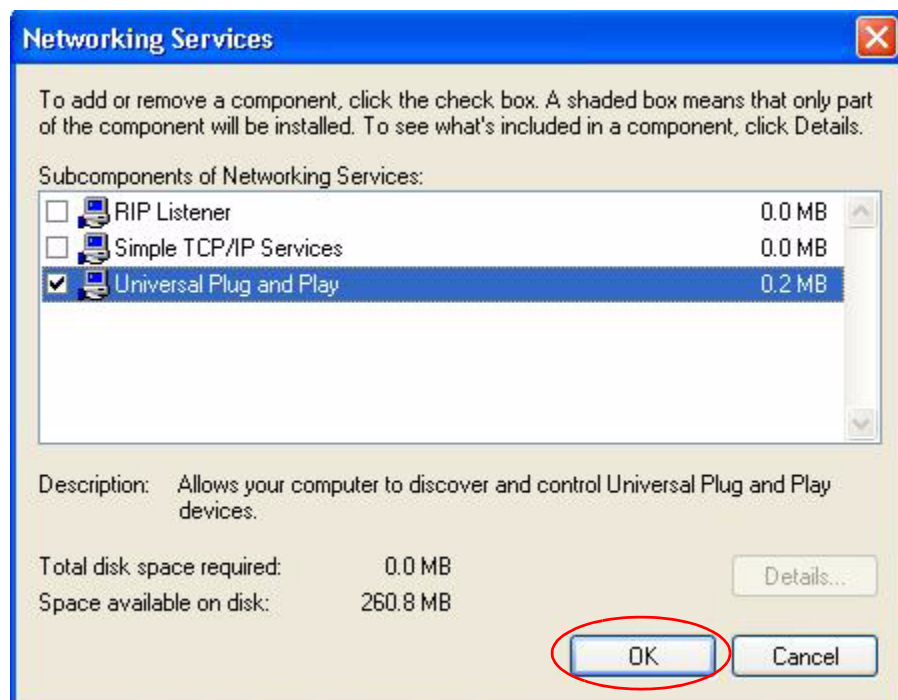 Networking Services
To add or remove a component, click the check box. A shaded box means that only part
of the component will be installed. To see what's included in a component, click Details.
Subcomponents of Networking Services:
RIP Listener 0.0 MB
Simple TCP/IP Services 0.0 MB
Universal Plug and Play 0.2 MB
Description: Allows your computer to discover and control Universal Plug and Play
devices.
Total disk space required: 0.0 MB
Details...
Space available on disk: 260.8 MB
OK Cancel